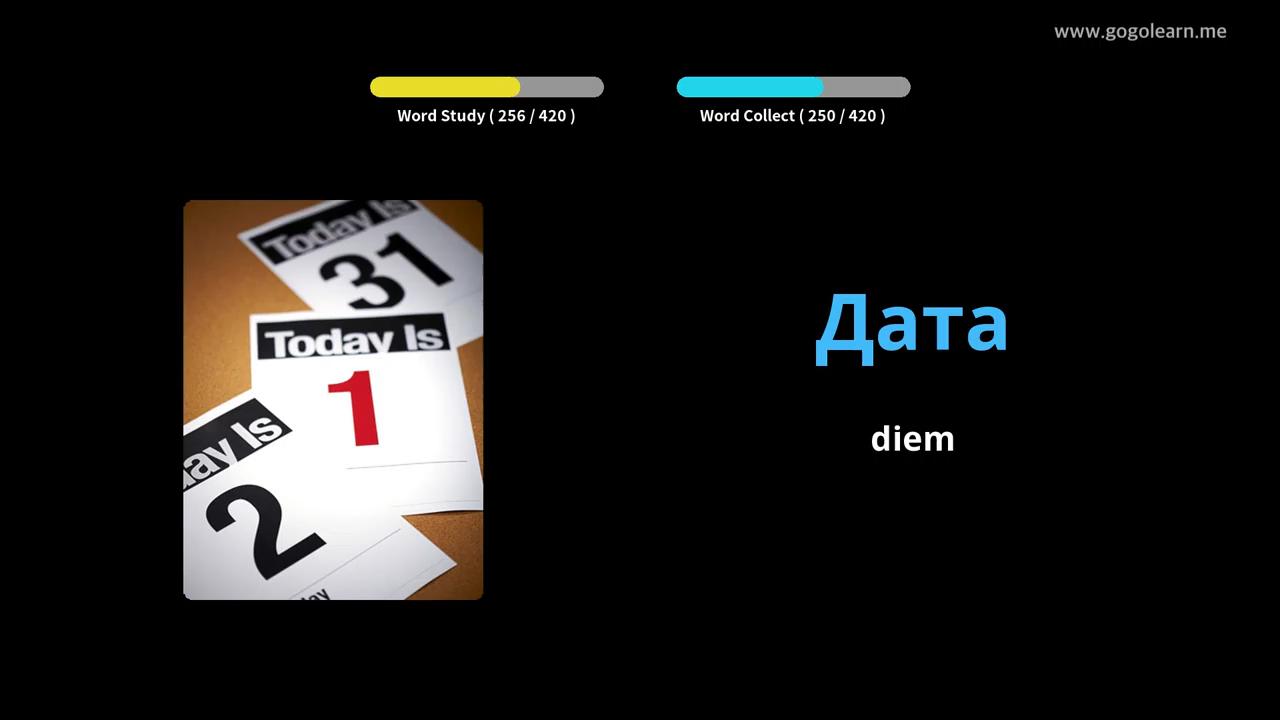 www.gogolearn.me
Word Study ( 256 / 420 )
Word Collect ( 250 / 420 )
Today Is
31
Today Is
1
ay Is
2
Дата
diem